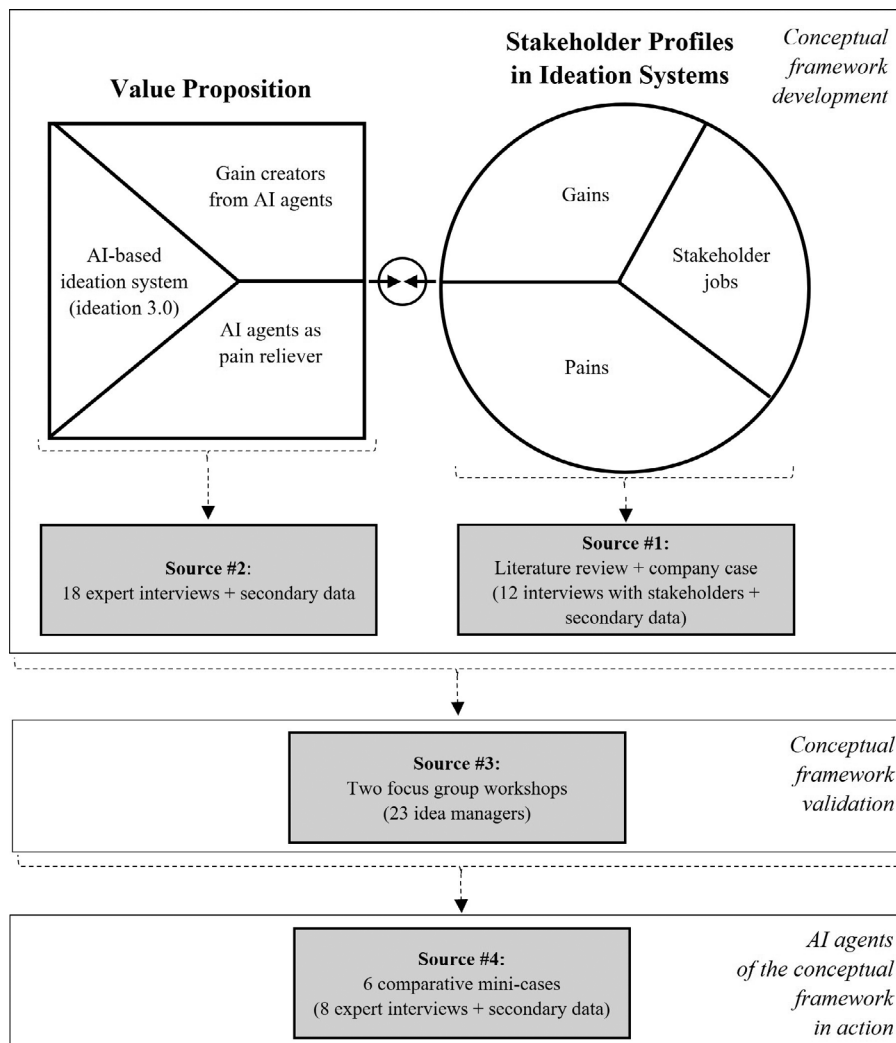 Stakeholder Profiles
in Ideation Systems
Conceptual
framework
development
Value Proposition
Gain creators
from AI agents
AI-based
ideation system
(ideation 3.0)
AI agents as
pain reliever
Gains
Stakeholder
jobs
Pains
Source #2:
18 expert interviews + secondary data
Source #1:
Literature review + company case
(12 interviews with stakeholders +
secondary data)
Source #3:
Two focus group workshops
(23 idea managers)
Conceptual
framework
validation
Source #4:
6 comparative mini-cases
(8 expert interviews + secondary data)
AI agents
of the conceptual
framework
in action